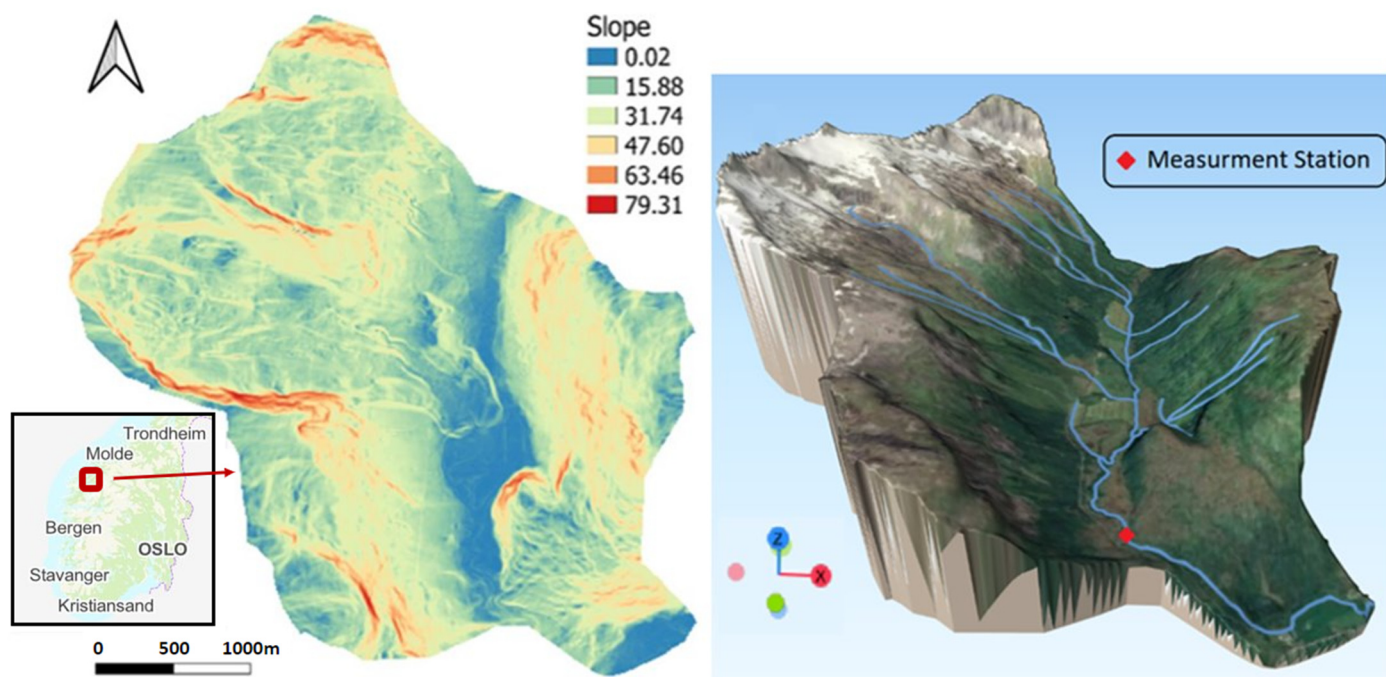 Slope
0.02
15.88
31.74
47.60
63.46
79.31
Measurment Station
Trondheim
Molde
Bergen
OSLO
Stavanger
Kristiansand
0 500 1000m
Z
X